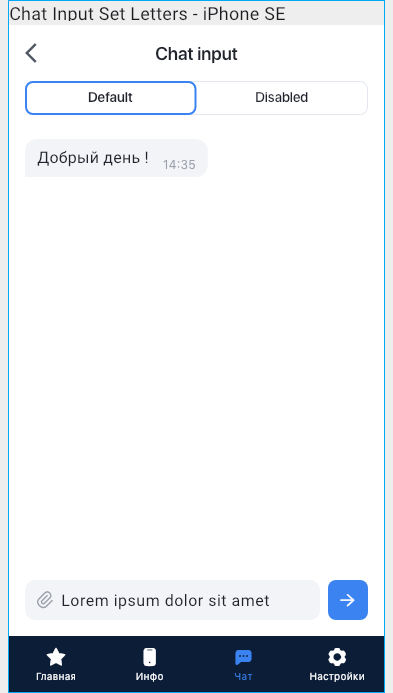 Chat Input Set Letters - iPhone SE
Chat input
Default Disabled
Добрый день ! 14:35
Lorem ipsum dolor sit amet
Главная Инфо Чат Настройки